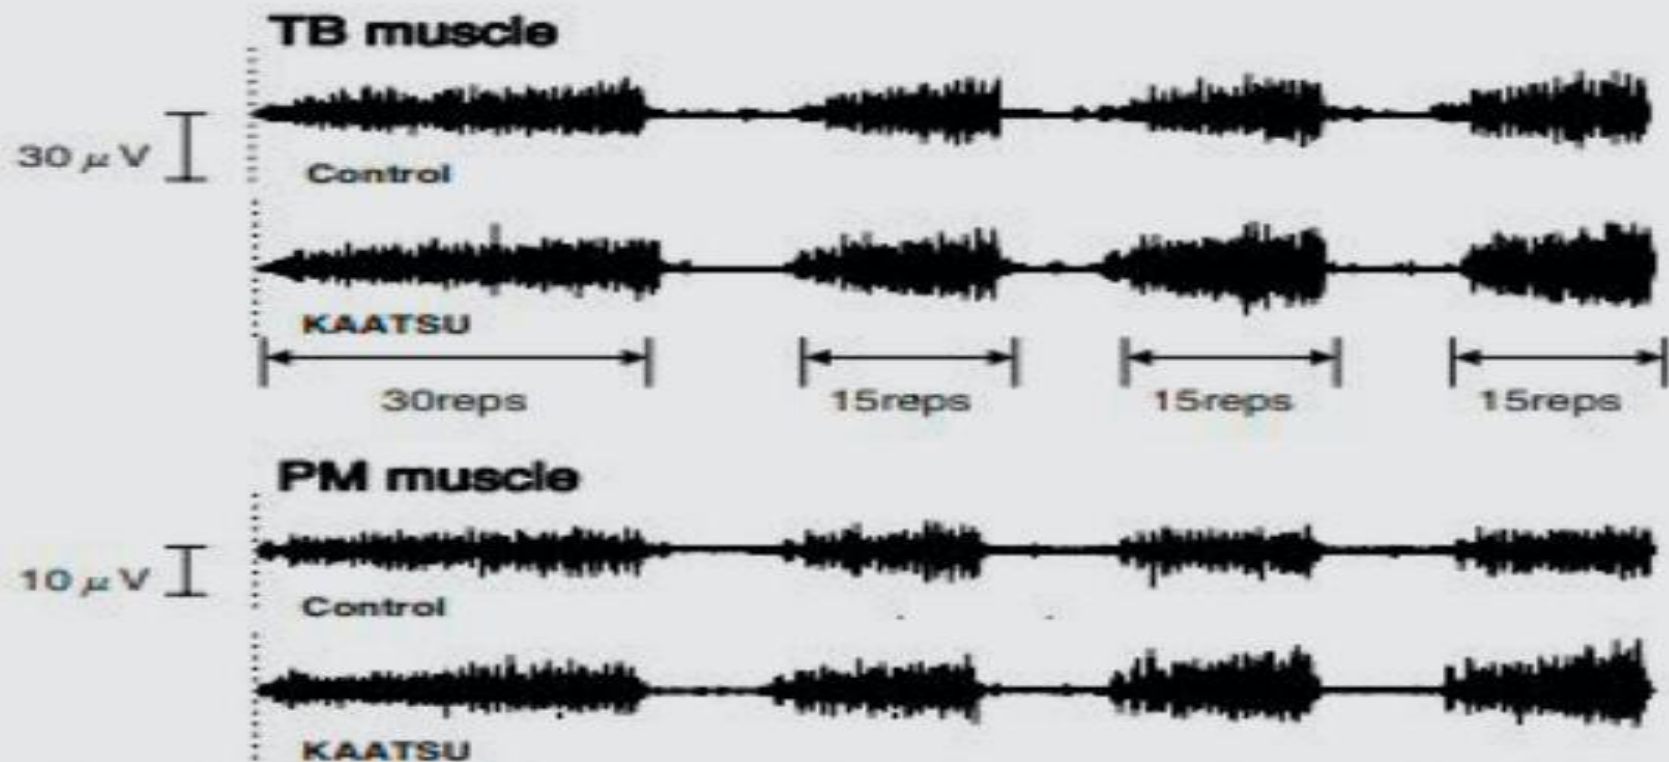 TB muscle
30 μV
Control
KAATSU
30reps 15reps 15reps 15reps
PM muscle
10 μV
Control
KAATSU